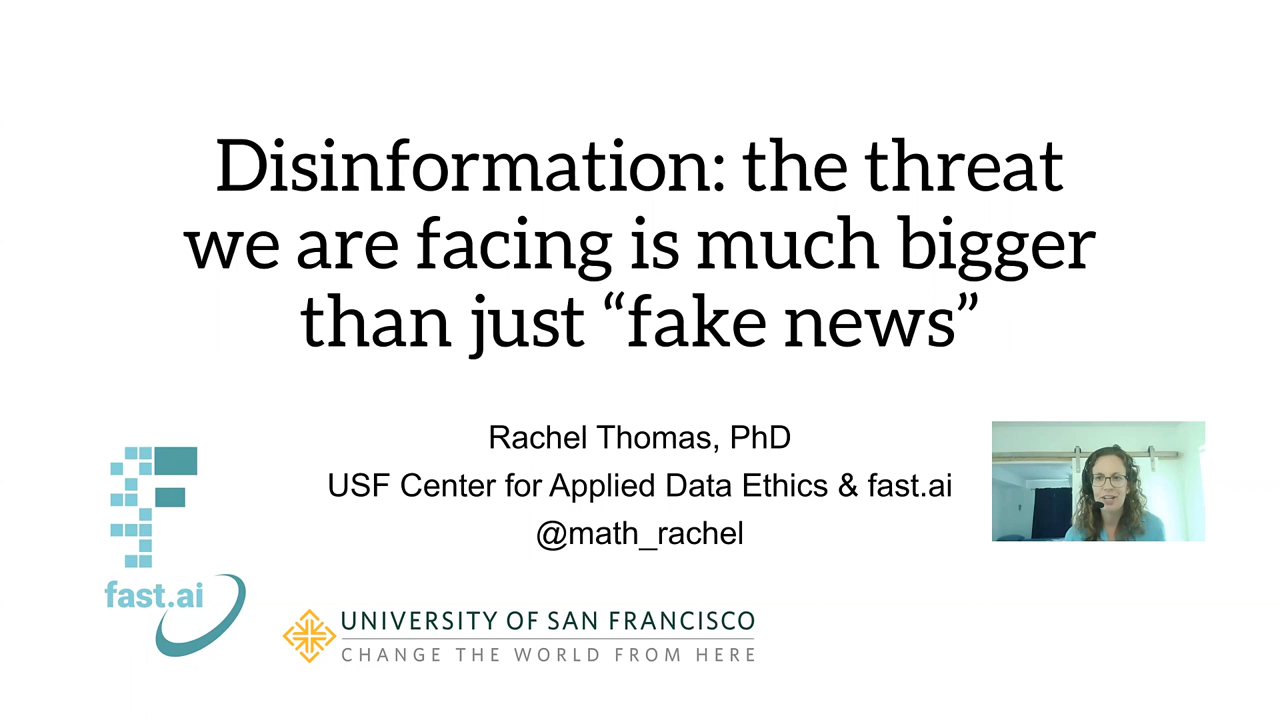 Disinformation: the threat
we are facing is much bigger
than just “fake news”
Rachel Thomas, PhD
USF Center for Applied Data Ethics & fast.ai
@math_rachel
fast.ai
UNIVERSITY OF SAN FRANCISCO
CHANGE THE WORLD FROM HERE